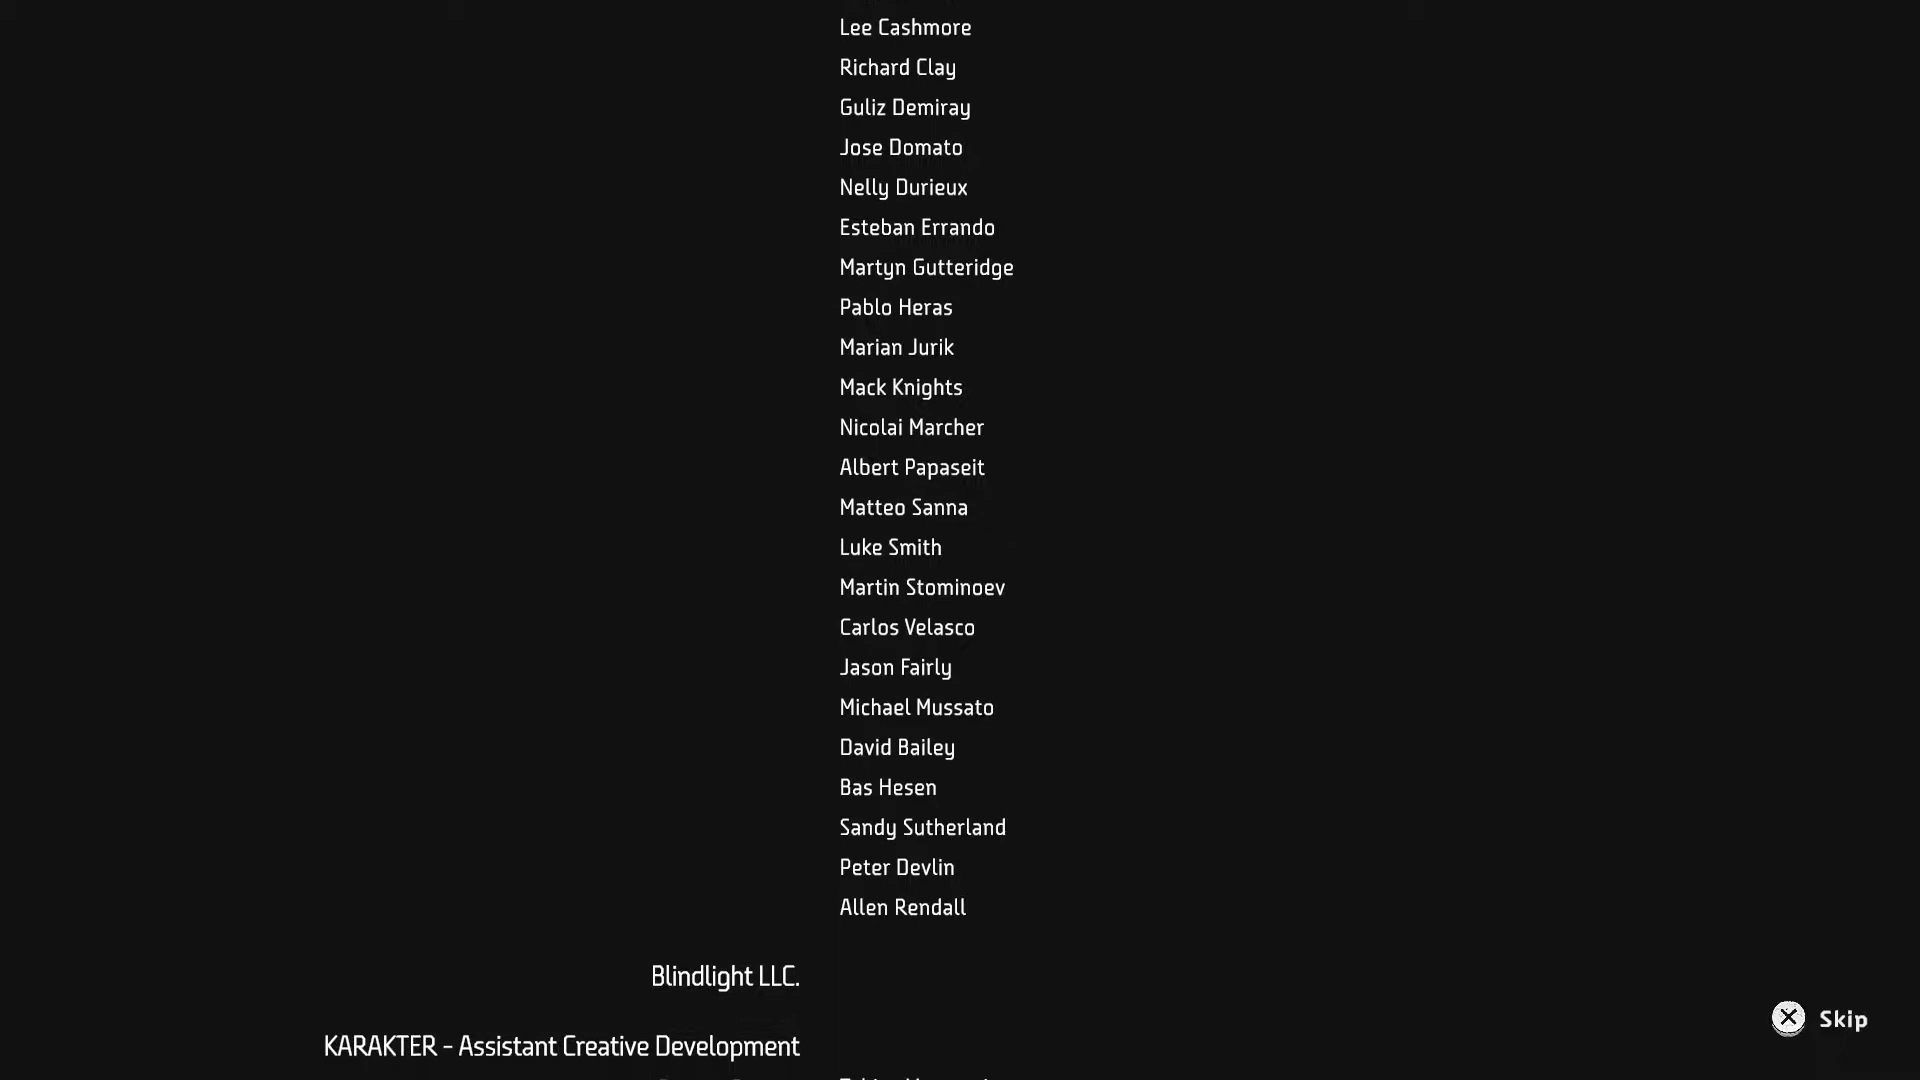 Lee Cashmore
Richard Clay
Guliz Demiray
Jose Domato
Nelly Durieux
Esteban Errando
Martyn Gutteridge
Pablo Heras
Marian Jurik
Mack Knights
Nicolai Marcher
Albert Papaseit
Matteo Sanna
Luke Smith
Martin Stominoev
Carlos Velasco
Jason Fairly
Michael Mussato
David Bailey
Bas Hesen
Sandy Sutherland
Peter Devlin
Allen Rendall
Blindlight LLC.
Skip
KARAKTER - Assistant Creative Development